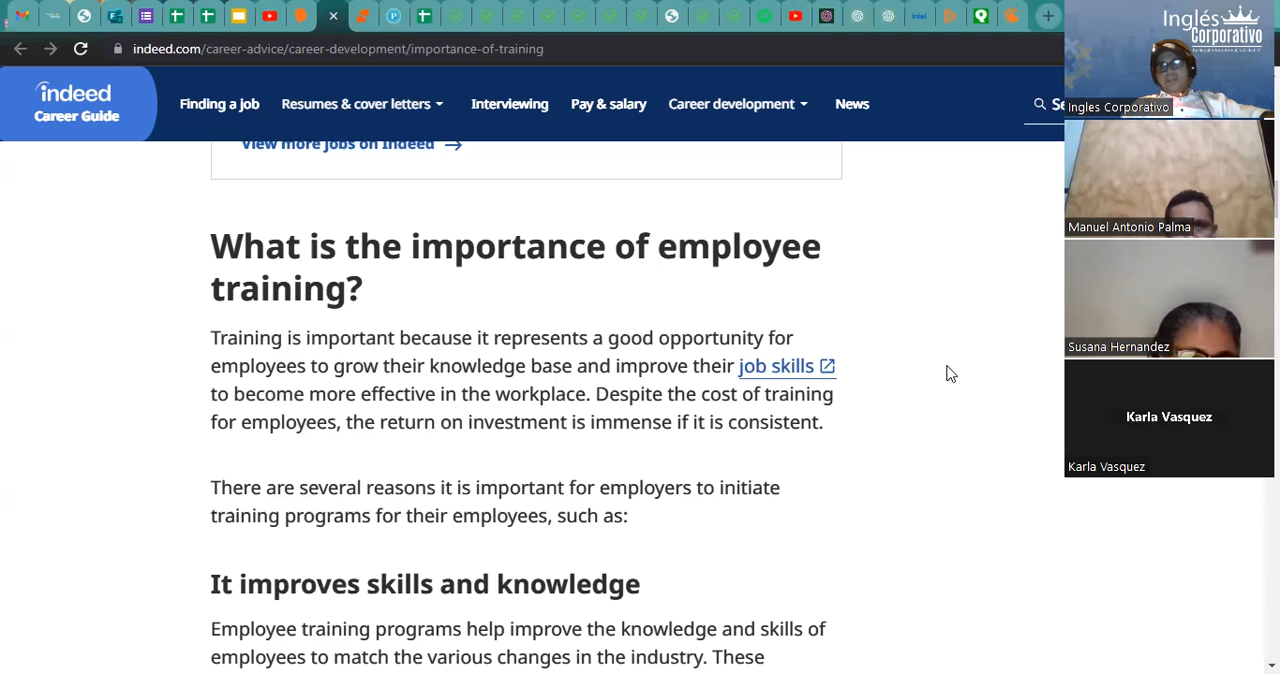 indeed.com/career-advice/career-development/importance-of-training
indeed
Career Guide
Finding a job
Resumes & cover letters
Interviewing
Pay & salary
Career development
News
Se
View more jobs on Indeed
What is the importance of employee
training?
Training is important because it represents a good opportunity for
employees to grow their knowledge base and improve their job skills
to become more effective in the workplace. Despite the cost of training
for employees, the return on investment is immense if it is consistent.
There are several reasons it is important for employers to initiate
training programs for their employees, such as:
It improves skills and knowledge
Employee training programs help improve the knowledge and skills of
employees to match the various changes in the industry. These
Inglés
Corporativo
Ingles Corporativo
Manuel Antonio Palma
Susana Hernandez
Karla Vasquez
Karla Vasquez